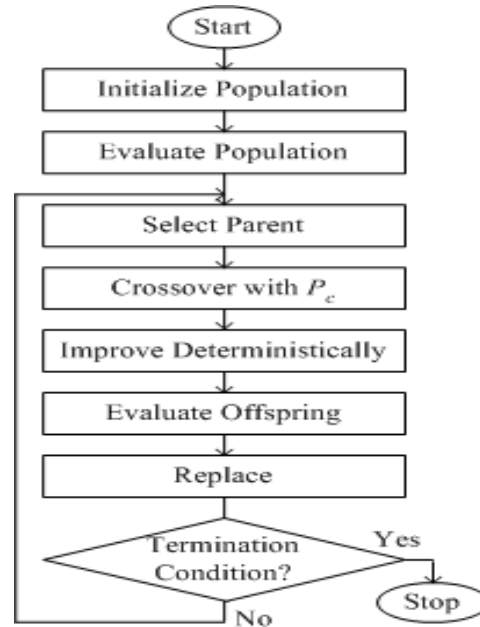 Start
Initialize Population
Evaluate Population
Select Parent
Crossover with P_c
Improve Deterministically
Evaluate Offspring
Replace
Termination
Condition?
Yes
No
Stop